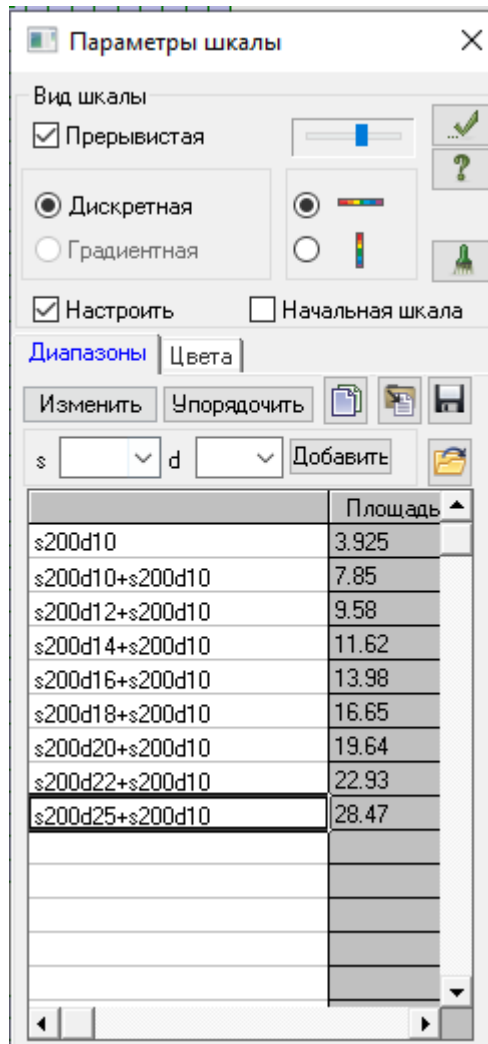 Параметры шкалы
Вид шкалы
Прерывистая
Дискретная
Градиентная
Настроить Начальная шкала
Диапазоны Цвета
Изменить Упорядочить
s d Добавить
Площадь
s200d10 3.925
s200d10+s200d10 7.85
s200d12+s200d10 9.58
s200d14+s200d10 11.62
s200d16+s200d10 13.98
s200d18+s200d10 16.65
s200d20+s200d10 19.64
s200d22+s200d10 22.93
s200d25+s200d10 28.47